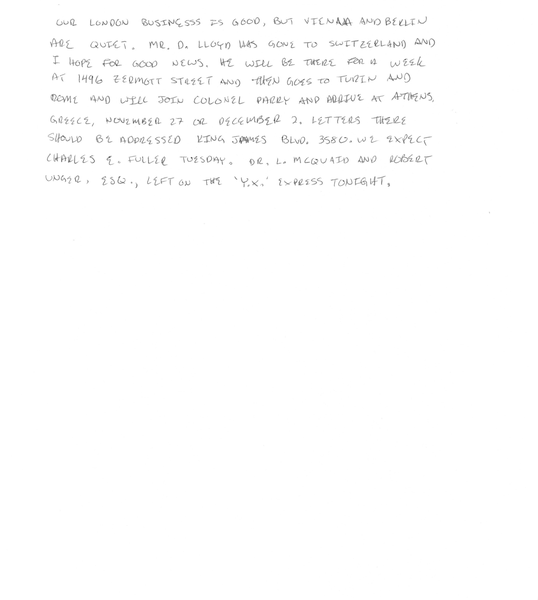 OUR LONDON BUSINESSS IS GOOD, BUT VIENNA AND BERLIN
ARE QUIET. MR. D. LLOYD HAS GONE TO SWITZERLAND AND
I HOPE FOR GOOD NEWS. HE WILL BE THERE FOR A WEEK
AT 1496 ZERMOTT STREET AND THEN GOES TO TURIN AND
ROME AND WILL JOIN COLONEL PARRY AND ARRIVE AT ATHENS,
GREECE, NOVEMBER 27 OR DECEMBER 2. LETTERS THERE
SHOULD BE ADDRESSED KING JAMES BLVD. 3580. WE EXPECT
CHARLES E. FULLER TUESDAY. DR. L. MCQUAID AND ROBERT
UNGER, ESQ., LEFT ON THE 'Y.X.' EXPRESS TONIGHT.